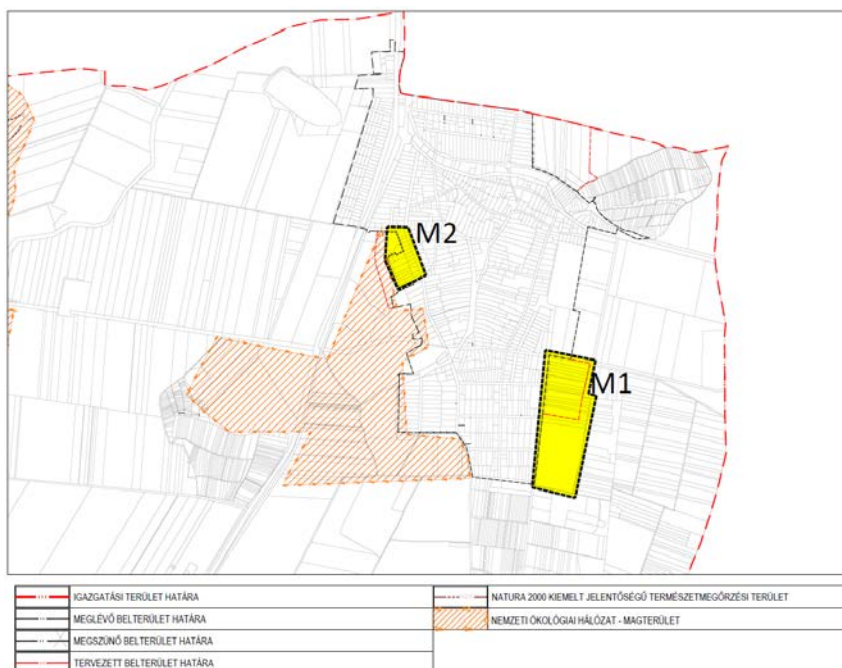 M2
M1
IGAZGATÁSI TERÜLET HATÁRA
MEGLÉVŐ BELTERÜLET HATÁRA
MEGSZŰNŐ BELTERÜLET HATÁRA
TERVEZETT BELTERÜLET HATÁRA
NATURA 2000 KIEMELT JELENTŐSÉGŰ TERMÉSZETMEGŐRZÉSI TERÜLET
NEMZETI ÖKOLÓGIAI HÁLÓZAT - MAGTERÜLET